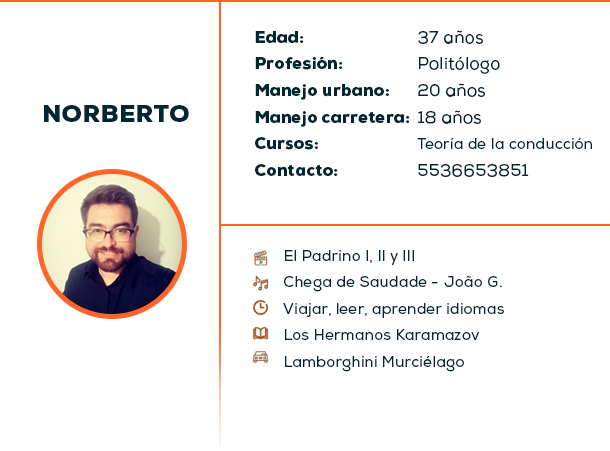 NORBERTO
Edad: 37 años
Profesión: Politólogo
Manejo urbano: 20 años
Manejo carretera: 18 años
Cursos: Teoría de la conducción
Contacto: 5536653851
El Padrino I, II y III
Chega de Saudade - João G.
Viajar, leer, aprender idiomas
Los Hermanos Karamazov
Lamborghini Murciélago